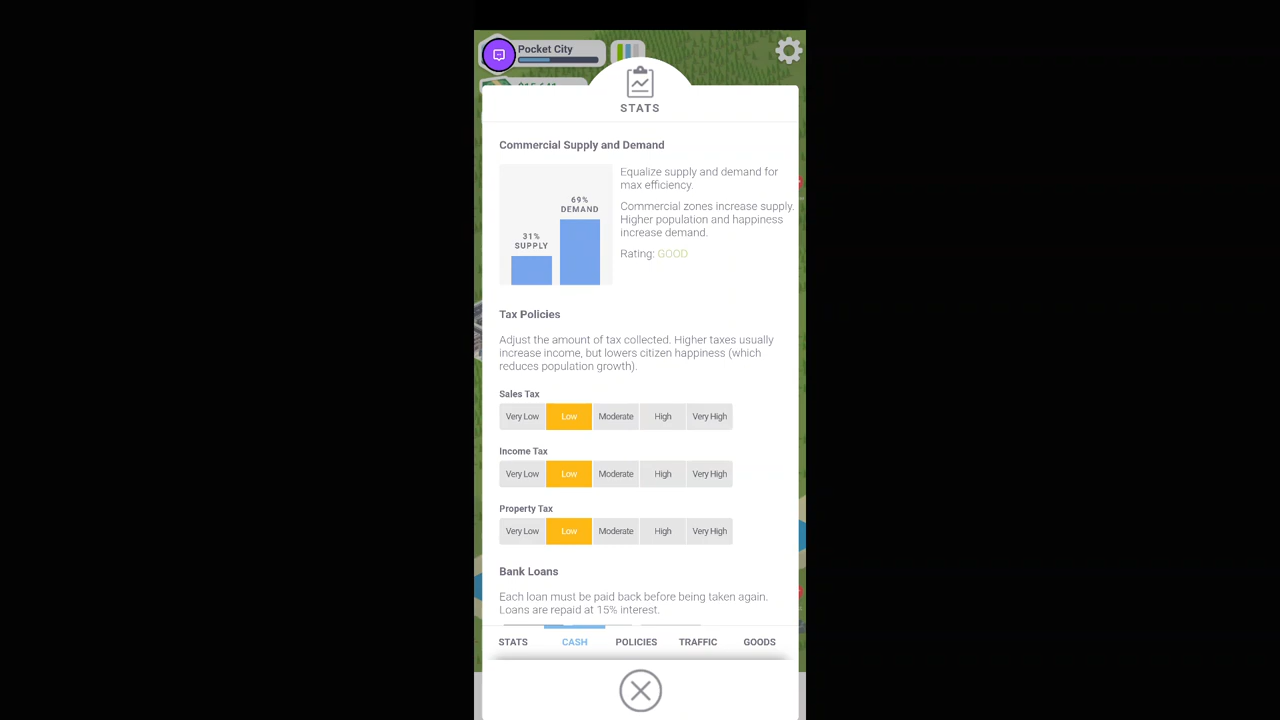 Pocket City
STATS
Commercial Supply and Demand
69%
DEMAND
31%
SUPPLY
Equalize supply and demand for
max efficiency.
Commercial zones increase supply.
Higher population and happiness
increase demand.
Rating: GOOD
Tax Policies
Adjust the amount of tax collected. Higher taxes usually
increase income, but lowers citizen happiness (which
reduces population growth).
Sales Tax
Very Low Low Moderate High Very High
Income Tax
Very Low Low Moderate High Very High
Property Tax
Very Low Low Moderate High Very High
Bank Loans
Each loan must be paid back before being taken again.
Loans are repaid at 15% interest.
STATS CASH POLICIES TRAFFIC GOODS